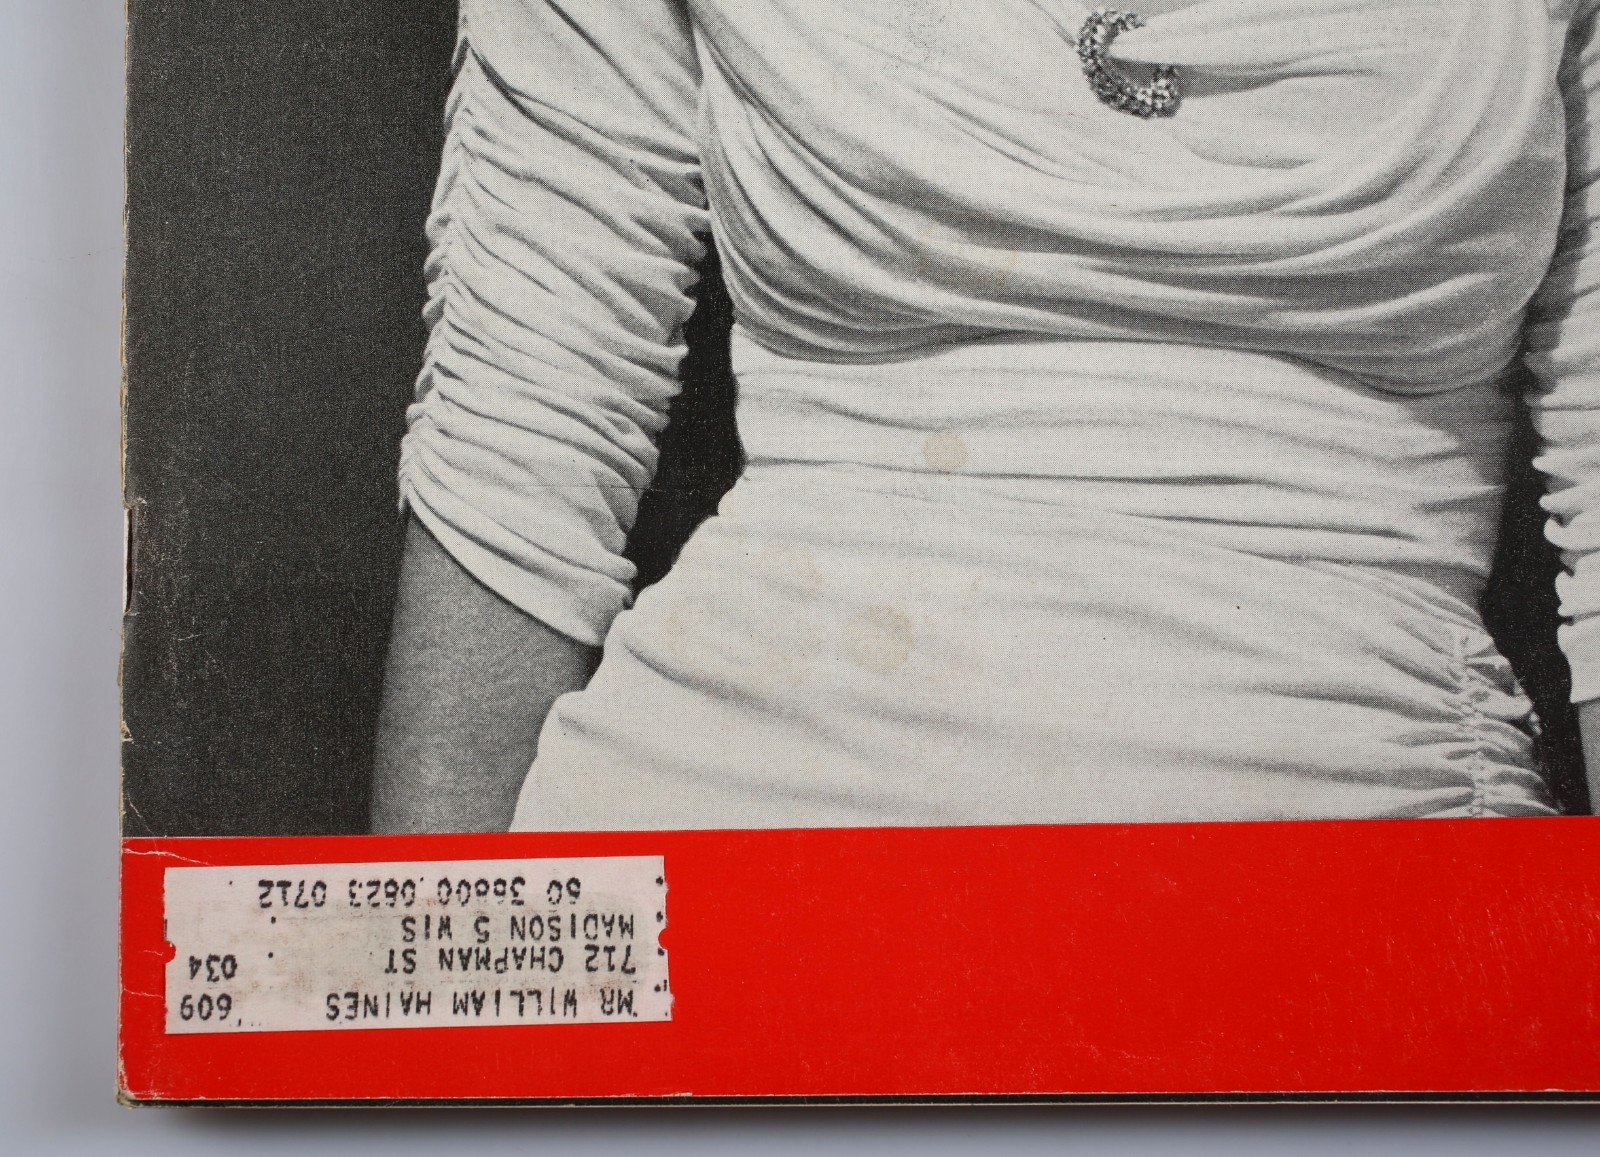 MR WILLIAM HAINES 609
712 CHAPMAN ST 034
MADISON 5 WIS
60 36800 0623 0712